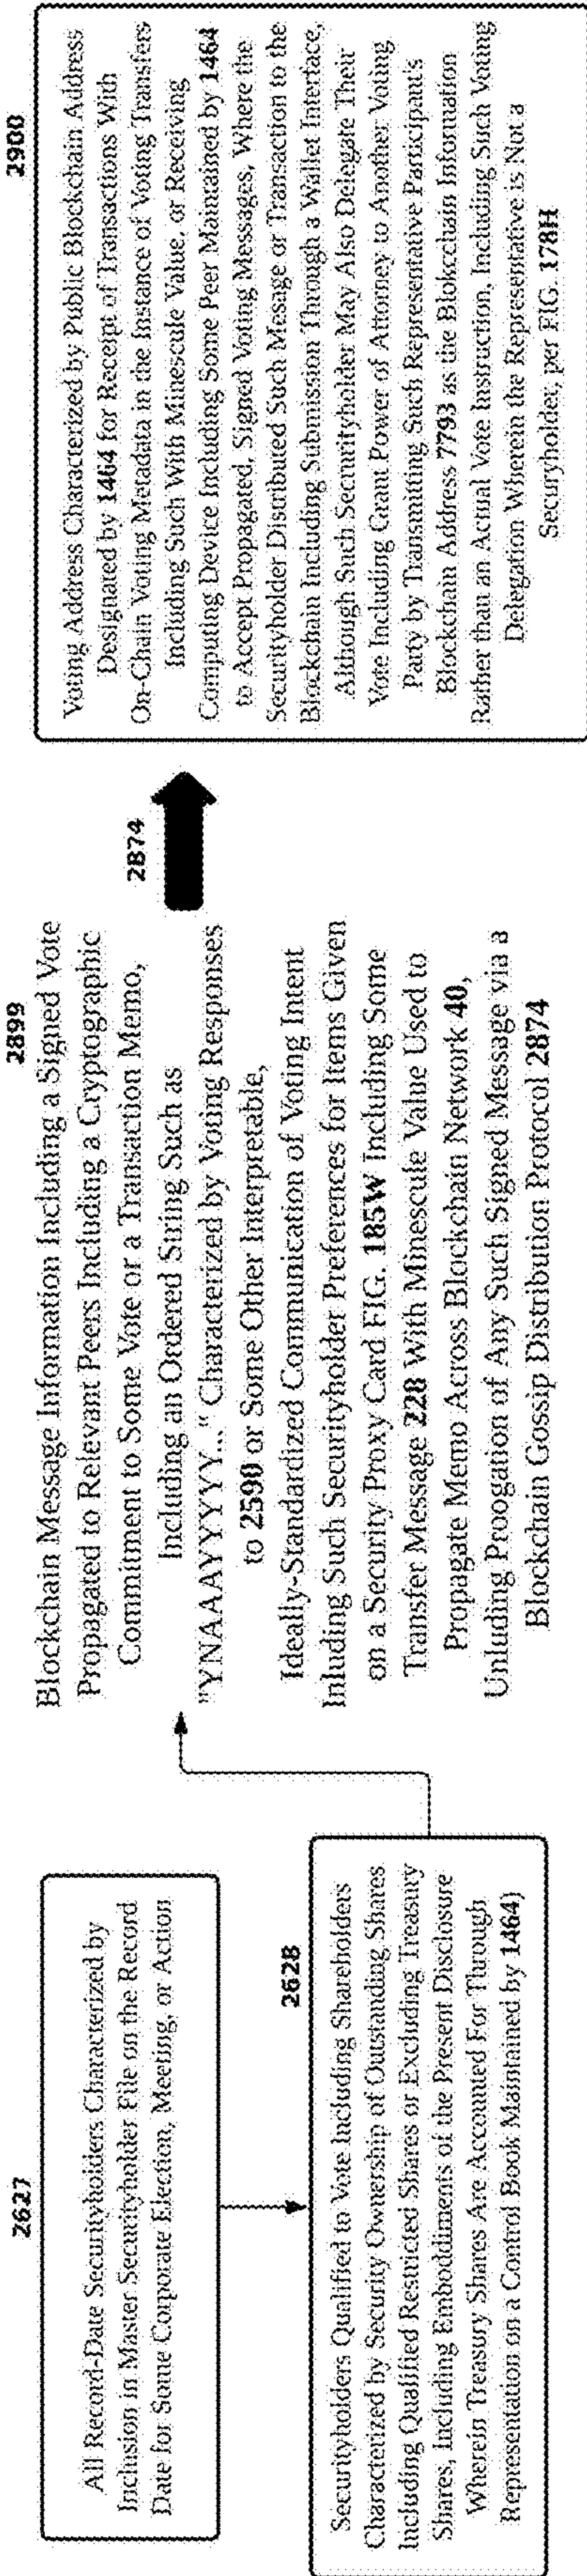 2627
All Record-Date Securityholders Characterized by
Inclusion in Master Securityholder File on the Record
Date for Some Corporate Election, Meeting, or Action
2628
Securityholders Qualified to Vote Including Shareholders
Characterized by Security Ownership of Outstanding Shares
Including Qualified Restricted Shares or Excluding Treasury
Shares, Including Emboddiments of the Present Disclosure
Wherein Treasury Shares Are Accounted For Through
Representation on a Control Book Maintained by 1464)
2899
Blockchain Message Information Including a Signed Vote
Propagated to Relevant Peers Including a Cryptographic
Commitment to Some Vote or a Transaction Memo,
Including an Ordered String Such as
"YNAAAYYYYY..." Characterized by Voting Responses
to 2590 or Some Other Interpretable,
Ideally-Standardized Communication of Voting Intent
Inluding Such Securityholder Preferences for Items Given
on a Security Proxy Card FIG. 185W Including Some
Transfer Message 228 With Minescule Value Used to
Propagate Memo Across Blockchain Network 40,
Unluding Proogation of Any Such Signed Message via a
Blockchain Gossip Distribution Protocol 2874
2874
2900
Voting Address Characterized by Public Blockchain Address
Designated by 1464 for Receipt of Transactions With
On-Chain Voting Metadata in the Instance of Voting Transfers
Including Such With Minescule Value, or Receiving
Computing Device Including Some Peer Maintained by 1464
to Accept Propagated, Signed Voting Messages, Where the
Securityholder Distributed Such Mesage or Transaction to the
Blockchain Including Submission Through a Wallet Interface,
Although Such Secruityholder May Also Delegate Their
Vote Including Grant Power of Attorney to Another Voting
Party by Transmitting Such Representative Participant's
Blockchain Address 7793 as the Blokcchain Information
Rather than an Actual Vote Instruction, Including Such Voting
Delegation Wherein the Representative is Not a
Securyholder, per FIG. 178H